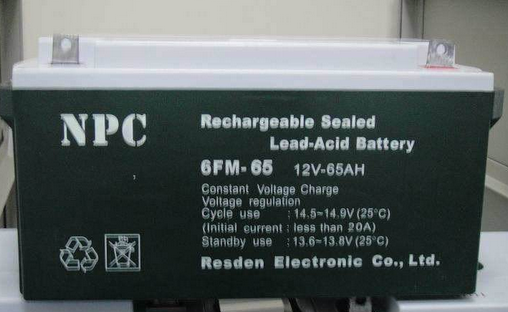 NPC
Rechargeable Sealed
Lead-Acid Battery
6FM-65 12V-65AH
Constant Voltage Charge
Voltage regulation
Cycle use : 14.5~14.9V(25°C)
(Initial current : less than 20A)
Standby use : 13.6~13.8V(25°C)
Pb
Resden Electronic Co., Ltd.